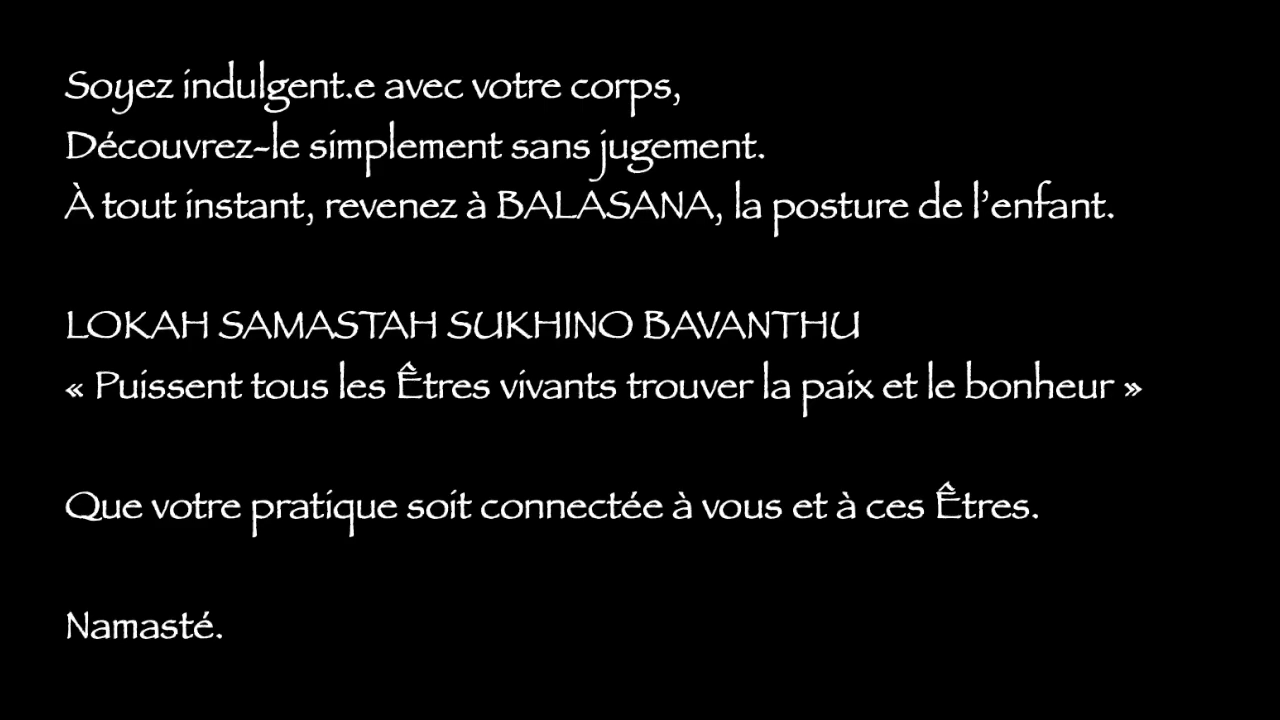 Soyez indulgent.e avec votre corps,
Découvrez-le simplement sans jugement.
À tout instant, revenez à BALASANA, la posture de l’enfant.
LOKAH SAMASTAH SUKHINO BAVANTHU
« Puissent tous les Êtres vivants trouver la paix et le bonheur »
Que votre pratique soit connectée à vous et à ces Êtres.
Namasté.